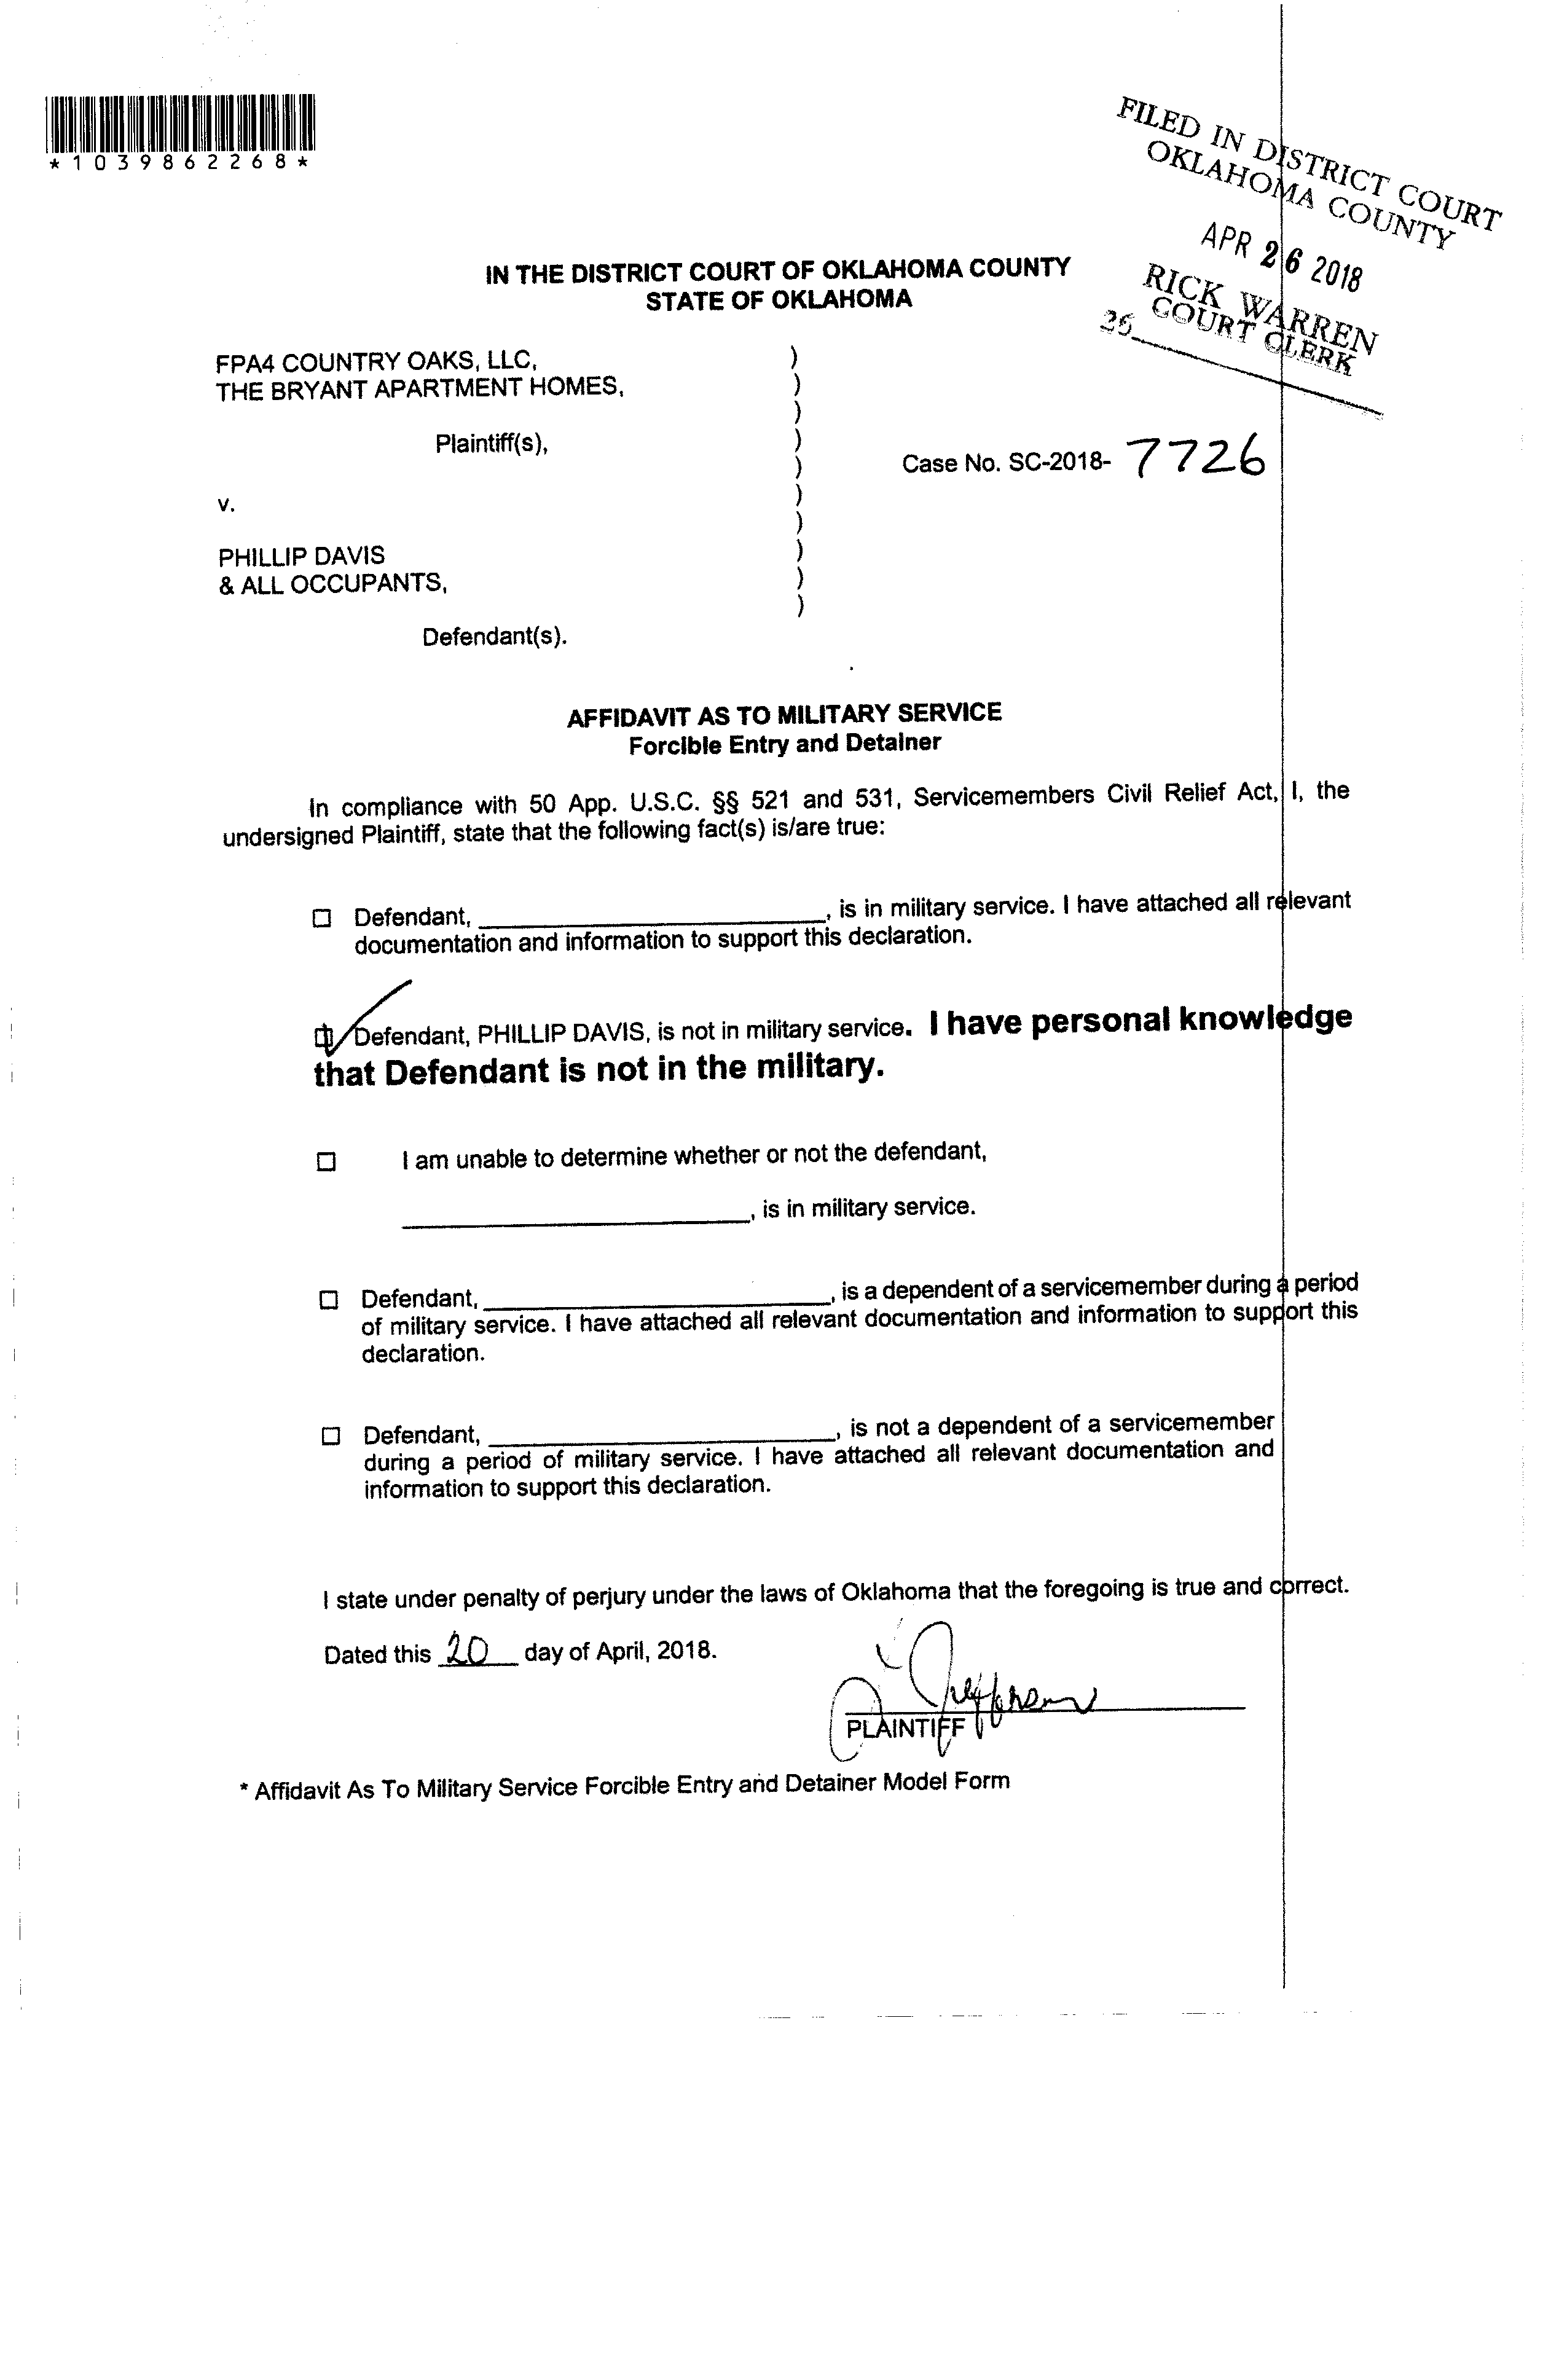 *1039862268*
FILED IN DISTRICT COURT
OKLAHOMA COUNTY
APR 26 2018
RICK WARREN
COURT CLERK
IN THE DISTRICT COURT OF OKLAHOMA COUNTY
STATE OF OKLAHOMA
FPA4 COUNTRY OAKS, LLC, )
THE BRYANT APARTMENT HOMES, )
)
Plaintiff(s), )
)
Case No. SC-2018- 7726
v. )
)
PHILLIP DAVIS )
& ALL OCCUPANTS, )
)
Defendant(s).
AFFIDAVIT AS TO MILITARY SERVICE
Forcible Entry and Detainer
In compliance with 50 App. U.S.C. §§ 521 and 531, Servicemembers Civil Relief Act, I, the
undersigned Plaintiff, state that the following fact(s) is/are true:
☐ Defendant, ____________________, is in military service. I have attached all relevant
documentation and information to support this declaration.
☑ Defendant, PHILLIP DAVIS, is not in military service. I have personal knowledge
that Defendant is not in the military.
☐ I am unable to determine whether or not the defendant,
____________________, is in military service.
☐ Defendant, ____________________, is a dependent of a servicemember during a period
of military service. I have attached all relevant documentation and information to support this
declaration.
☐ Defendant, ____________________, is not a dependent of a servicemember
during a period of military service. I have attached all relevant documentation and
information to support this declaration.
I state under penalty of perjury under the laws of Oklahoma that the foregoing is true and correct.
Dated this 20 day of April, 2018.
PLAINTIFF
* Affidavit As To Military Service Forcible Entry and Detainer Model Form